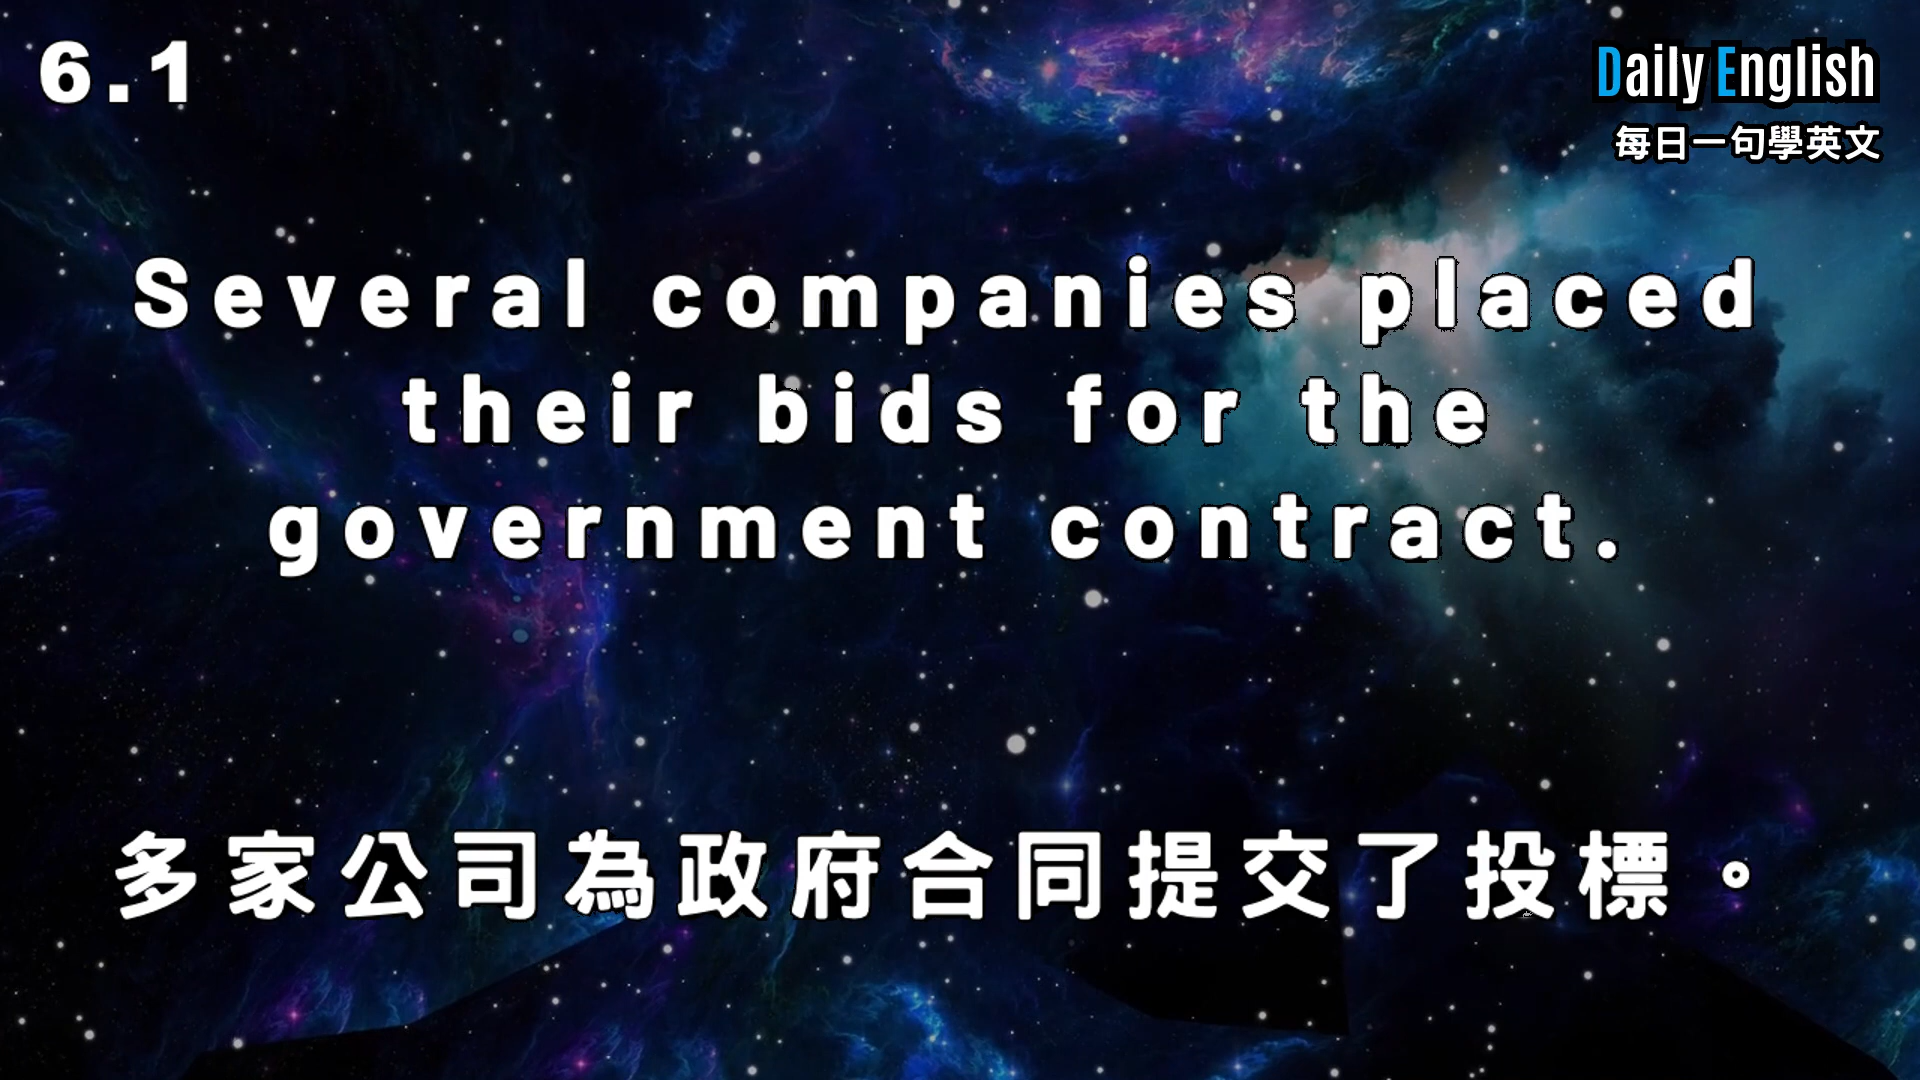 6.1
Daily English
每日一句學英文
Several companies placed
their bids for the
government contract.
多家公司為政府合同提交了投標。